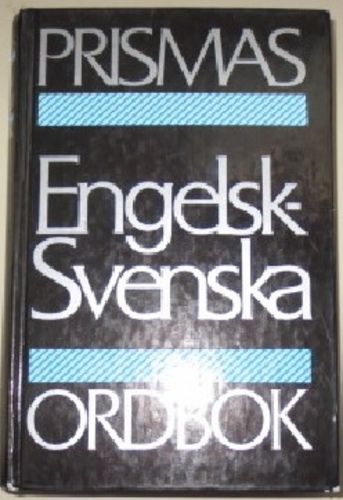 PRISMAS
Engelsk-
Svenska
ORDBOK